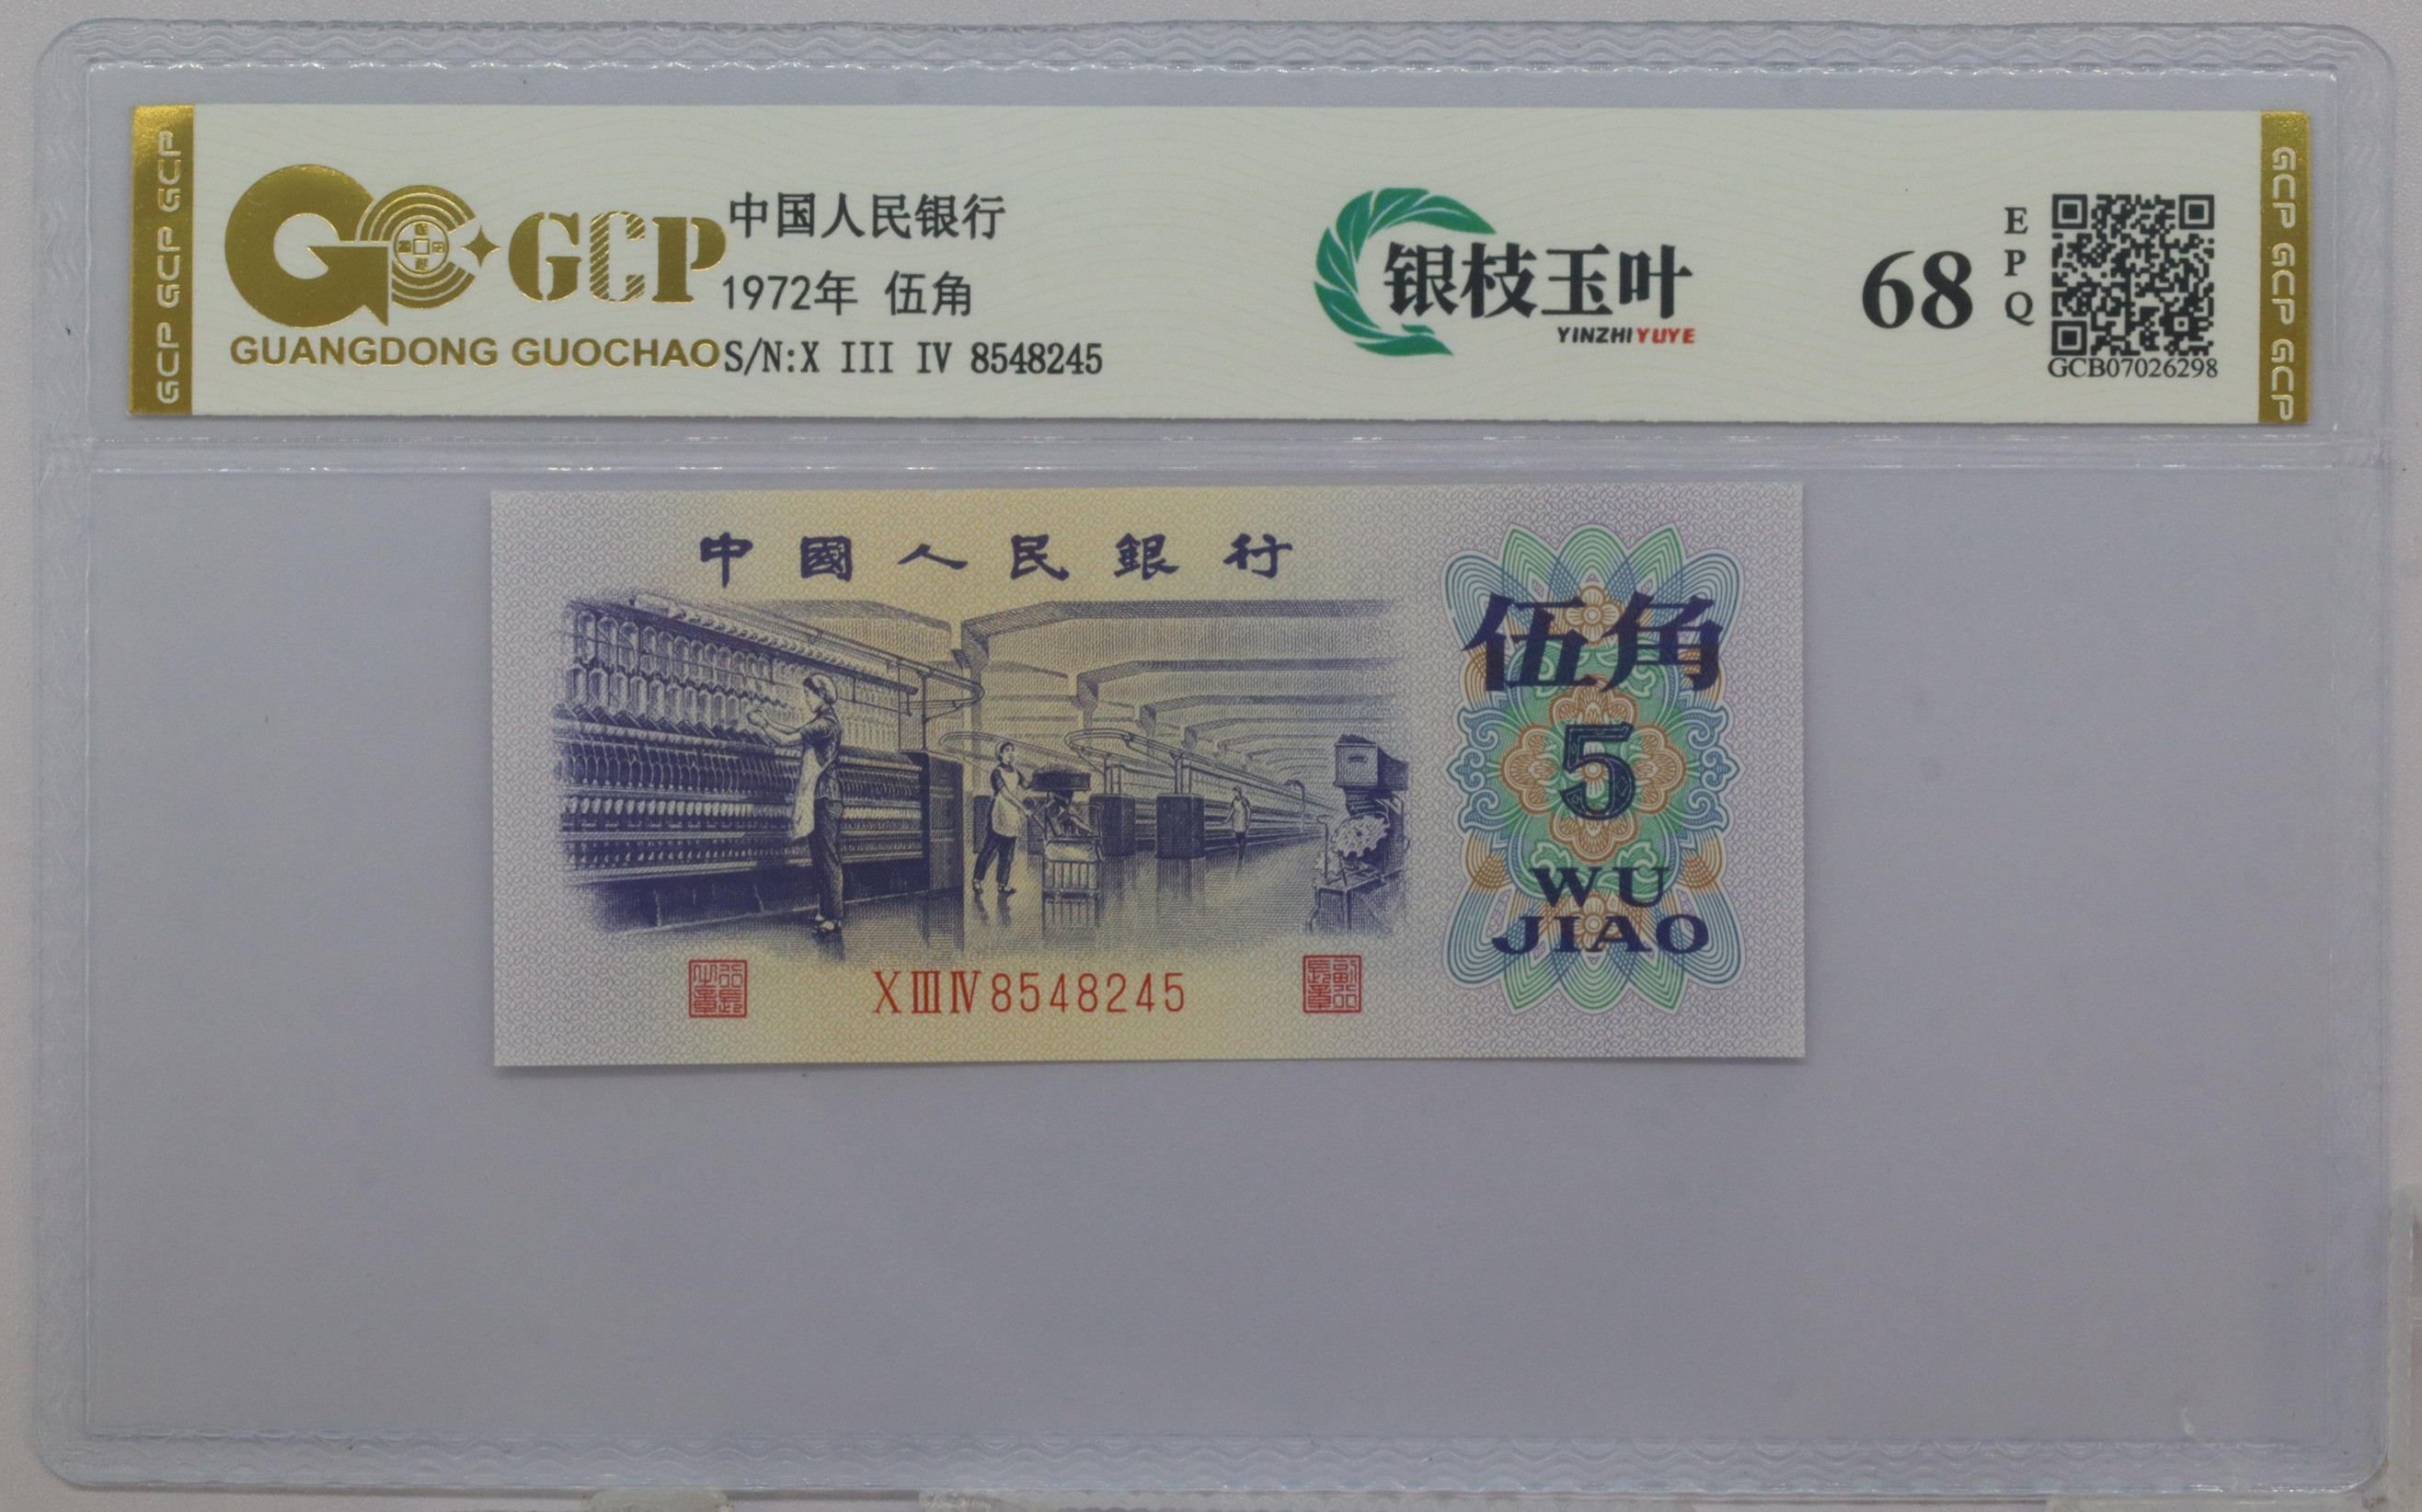 GCP GCP GCP
GCP
GUANGDONG GUOCHAO
中国人民银行
1972年 伍角
S/N:X III IV 8548245
银枝玉叶
YINZHIYUYE
68
EPQ
GCB07026298
GCP GCP GCP
中國人民銀行
伍角
5
WU
JIAO
XⅢⅣ8548245